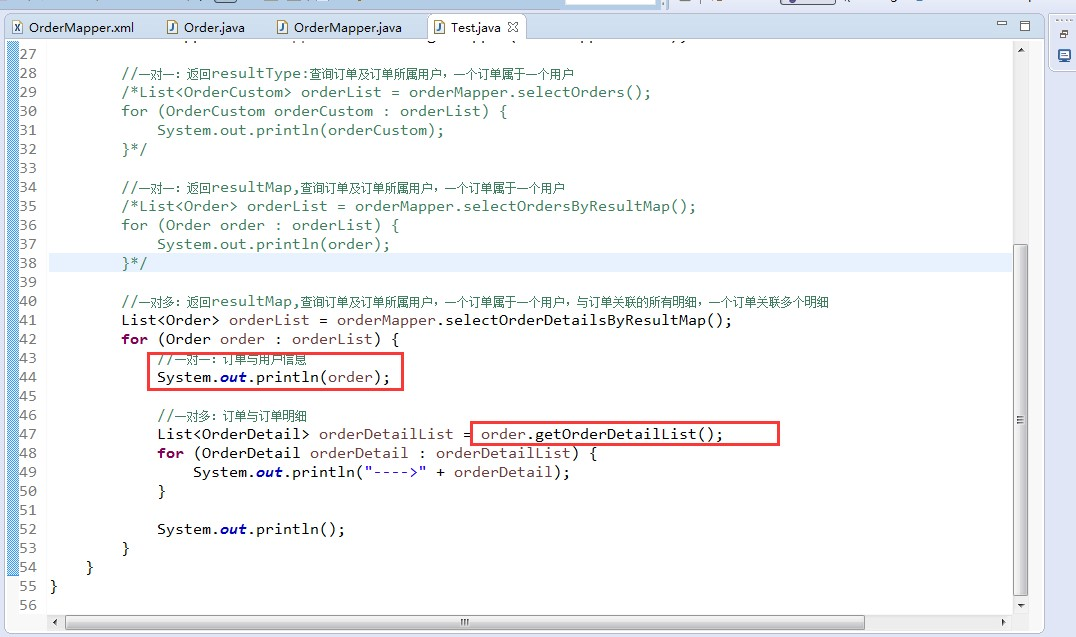 OrderMapper.xml Order.java OrderMapper.java Test.java
27
28 //一对一：返回resultType:查询订单及订单所属用户，一个订单属于一个用户
29 /*List<OrderCustom> orderList = orderMapper.selectOrders();
30 for (OrderCustom orderCustom : orderList) {
31 System.out.println(orderCustom);
32 }*/
33
34 //一对一：返回resultMap,查询订单及订单所属用户，一个订单属于一个用户
35 /*List<Order> orderList = orderMapper.selectOrdersByResultMap();
36 for (Order order : orderList) {
37 System.out.println(order);
38 }*/
39
40 //一对多：返回resultMap,查询订单及订单所属用户，一个订单属于一个用户，与订单关联的所有明细，一个订单关联多个明细
41 List<Order> orderList = orderMapper.selectOrderDetailsByResultMap();
42 for (Order order : orderList) {
43 //一对一：订单与用户信息
44 System.out.println(order);
45
46 //一对多：订单与订单明细
47 List<OrderDetail> orderDetailList = order.getOrderDetailList();
48 for (OrderDetail orderDetail : orderDetailList) {
49 System.out.println("---->" + orderDetail);
50 }
51
52 System.out.println();
53 }
54 }
55 }
56